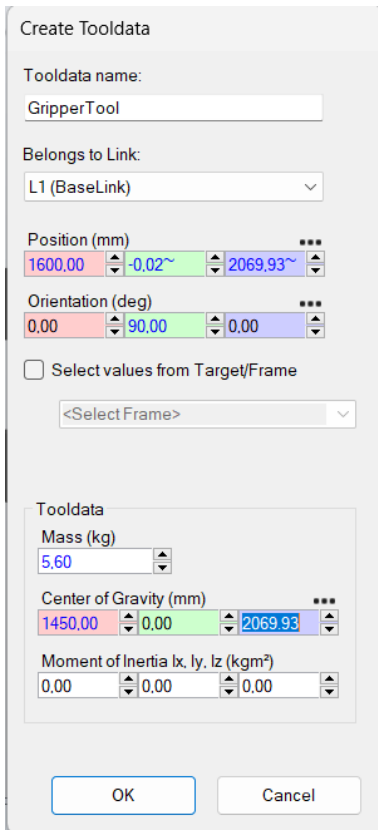 Create Tooldata
Tooldata name:
GripperTool
Belongs to Link:
L1 (BaseLink)
Position (mm) •••
1600,00 -0,02~ 2069,93~
Orientation (deg) •••
0,00 90,00 0,00
Select values from Target/Frame
<Select Frame>
Tooldata
Mass (kg)
5,60
Center of Gravity (mm) •••
1450,00 0,00 2069.93
Moment of Inertia Ix, Iy, Iz (kgm²)
0,00 0,00 0,00
OK Cancel